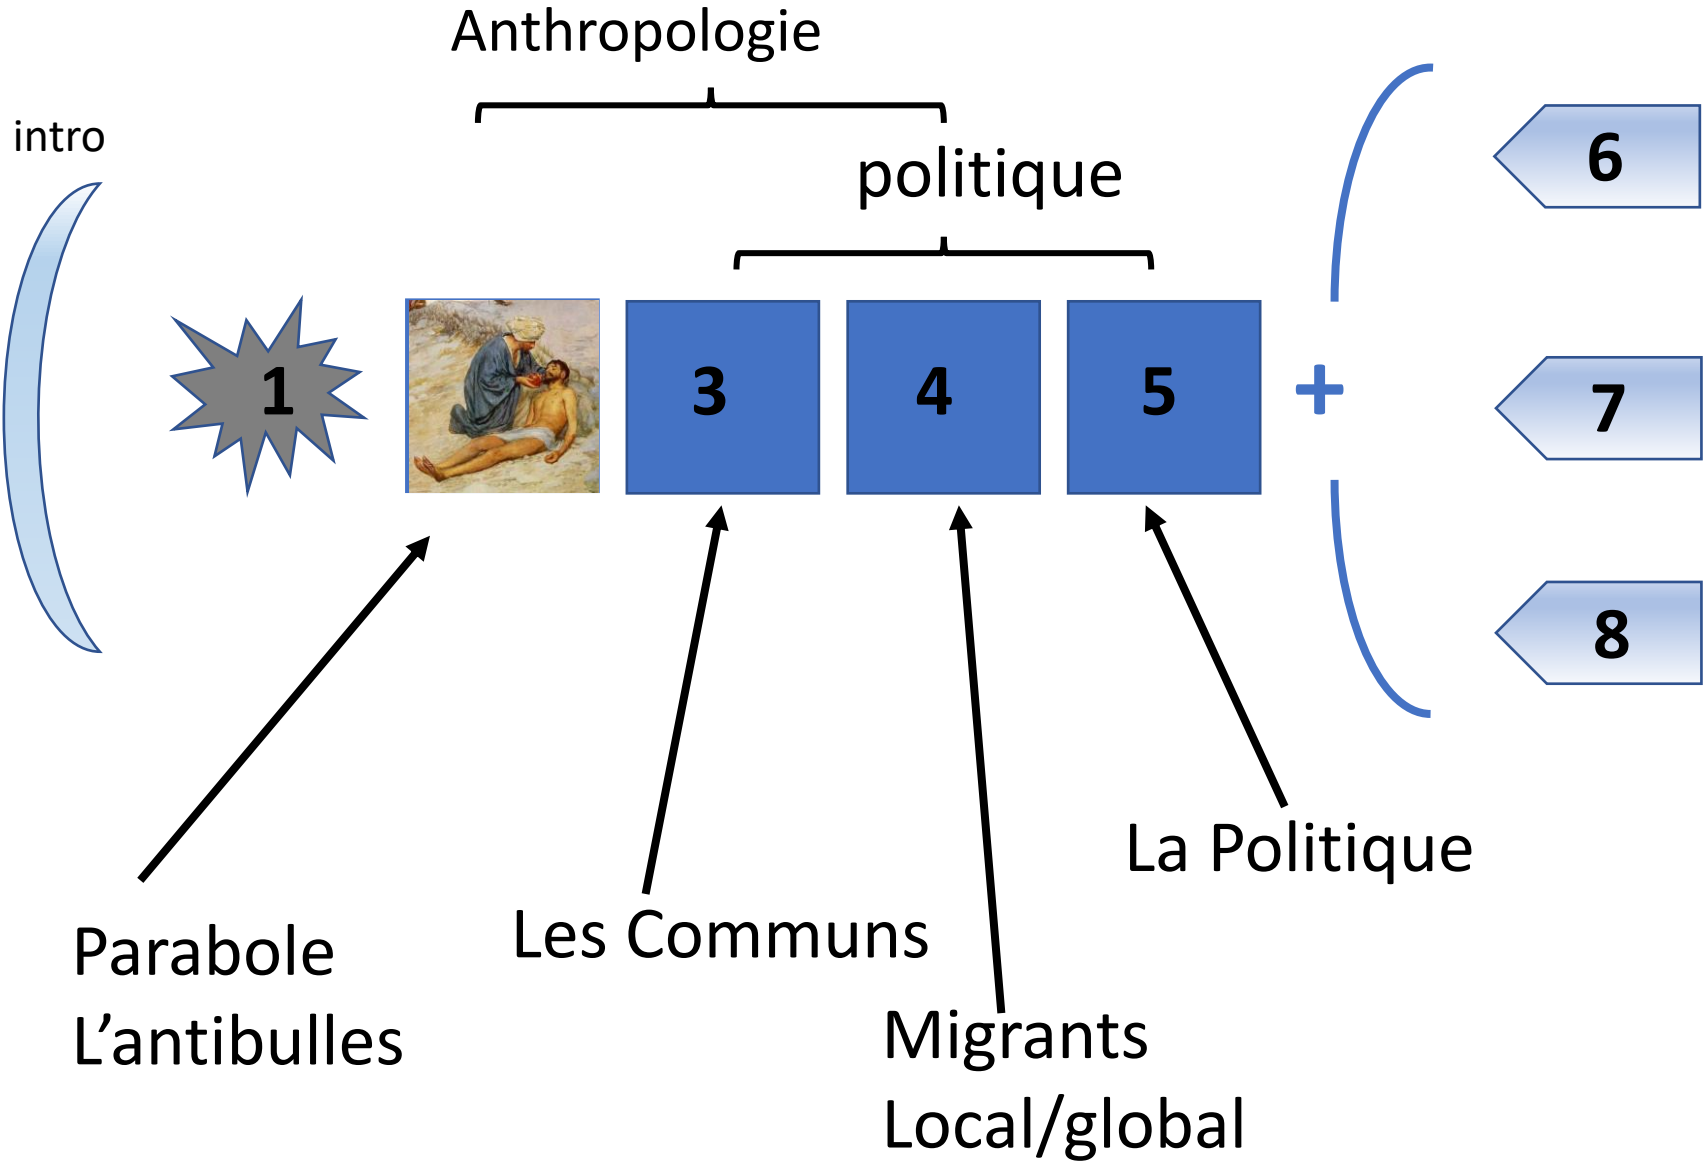 Anthropologie
intro
politique
6
1
3
4
5
+
7
8
La Politique
Les Communs
Parabole
L’antibulles
Migrants
Local/global